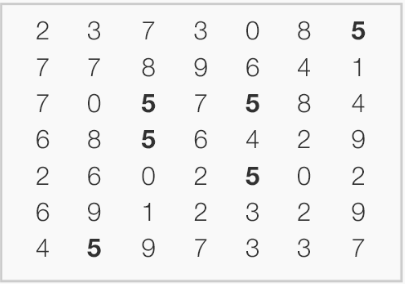 2 3 7 3 0 8 5
7 7 8 9 6 4 1
7 0 5 7 5 8 4
6 8 5 6 4 2 9
2 6 0 2 5 0 2
6 9 1 2 3 2 9
4 5 9 7 3 3 7